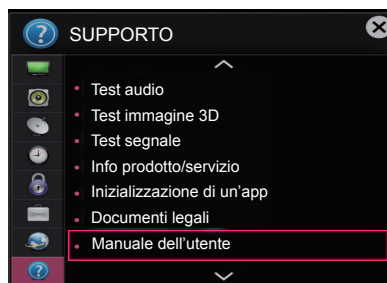 SUPPORTO
Test audio
Test immagine 3D
Test segnale
Info prodotto/servizio
Inizializzazione di un'app
Documenti legali
Manuale dell'utente